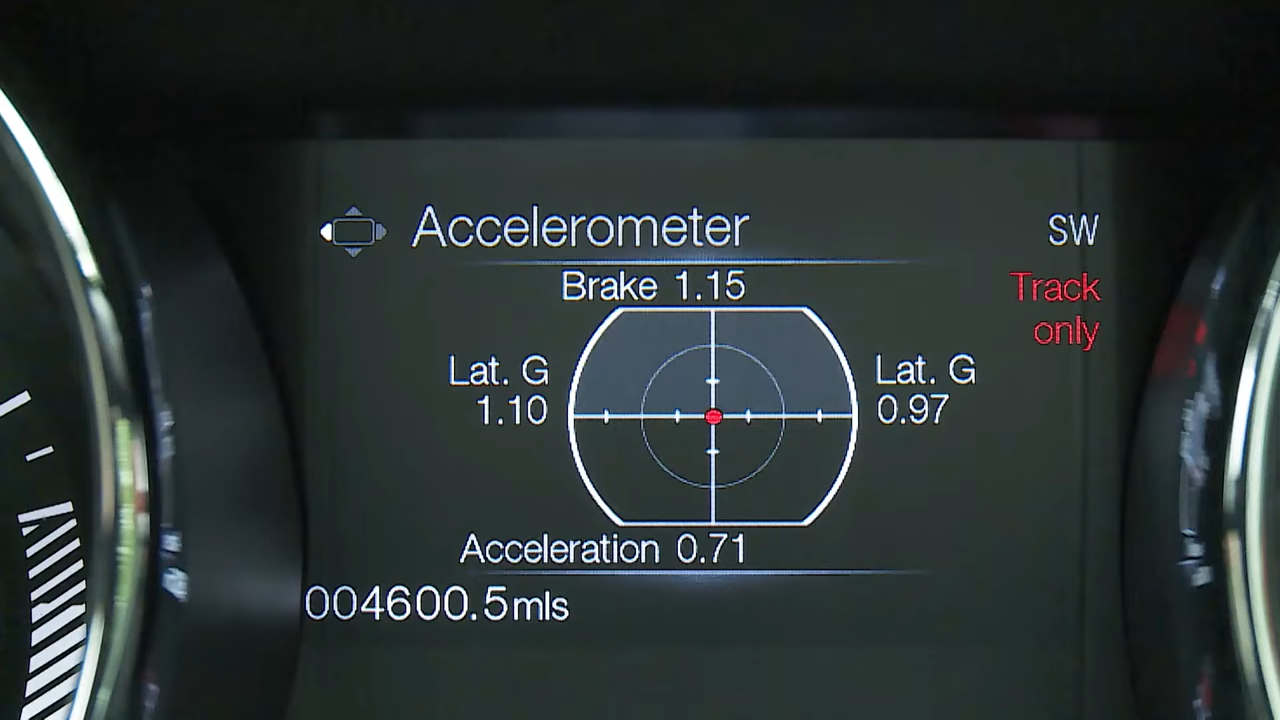 Accelerometer
SW
Brake 1.15
Track
only
Lat. G
1.10
Lat. G
0.97
Acceleration 0.71
004600.5mls